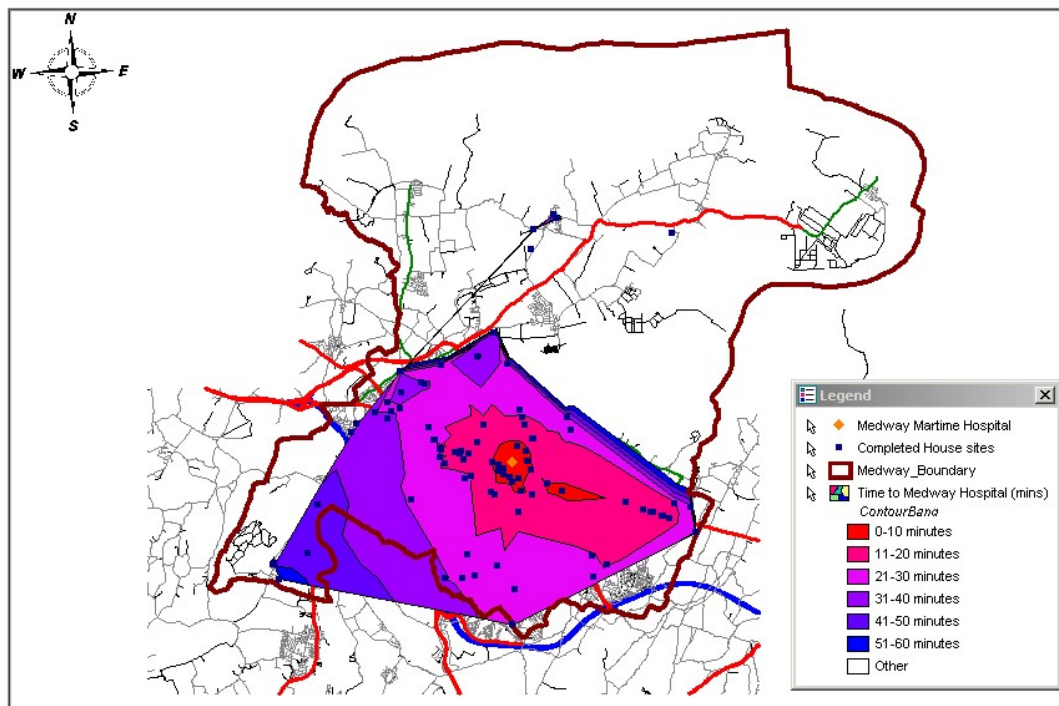 N
W E
S
Legend
Medway Martime Hospital
Completed House sites
Medway_Boundary
Time to Medway Hospital (mins)
ContourBand
0-10 minutes
11-20 minutes
21-30 minutes
31-40 minutes
41-50 minutes
51-60 minutes
Other